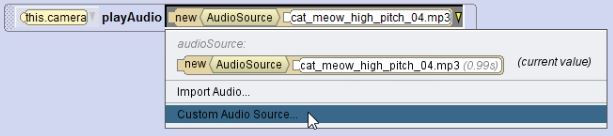 this.camera playAudio new AudioSource cat_meow_high_pitch_04.mp3
audioSource:
new AudioSource cat_meow_high_pitch_04.mp3 (0.99s) (current value)
Import Audio...
Custom Audio Source...